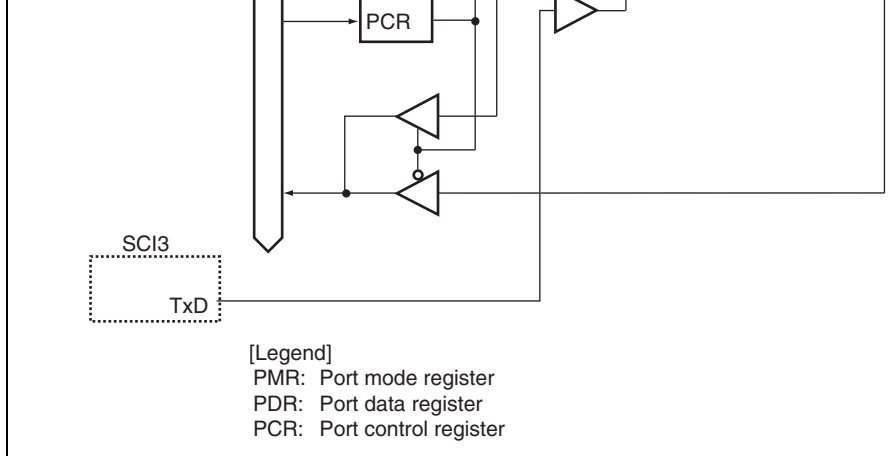 PCR
SCI3
TxD
[Legend]
PMR: Port mode register
PDR: Port data register
PCR: Port control register